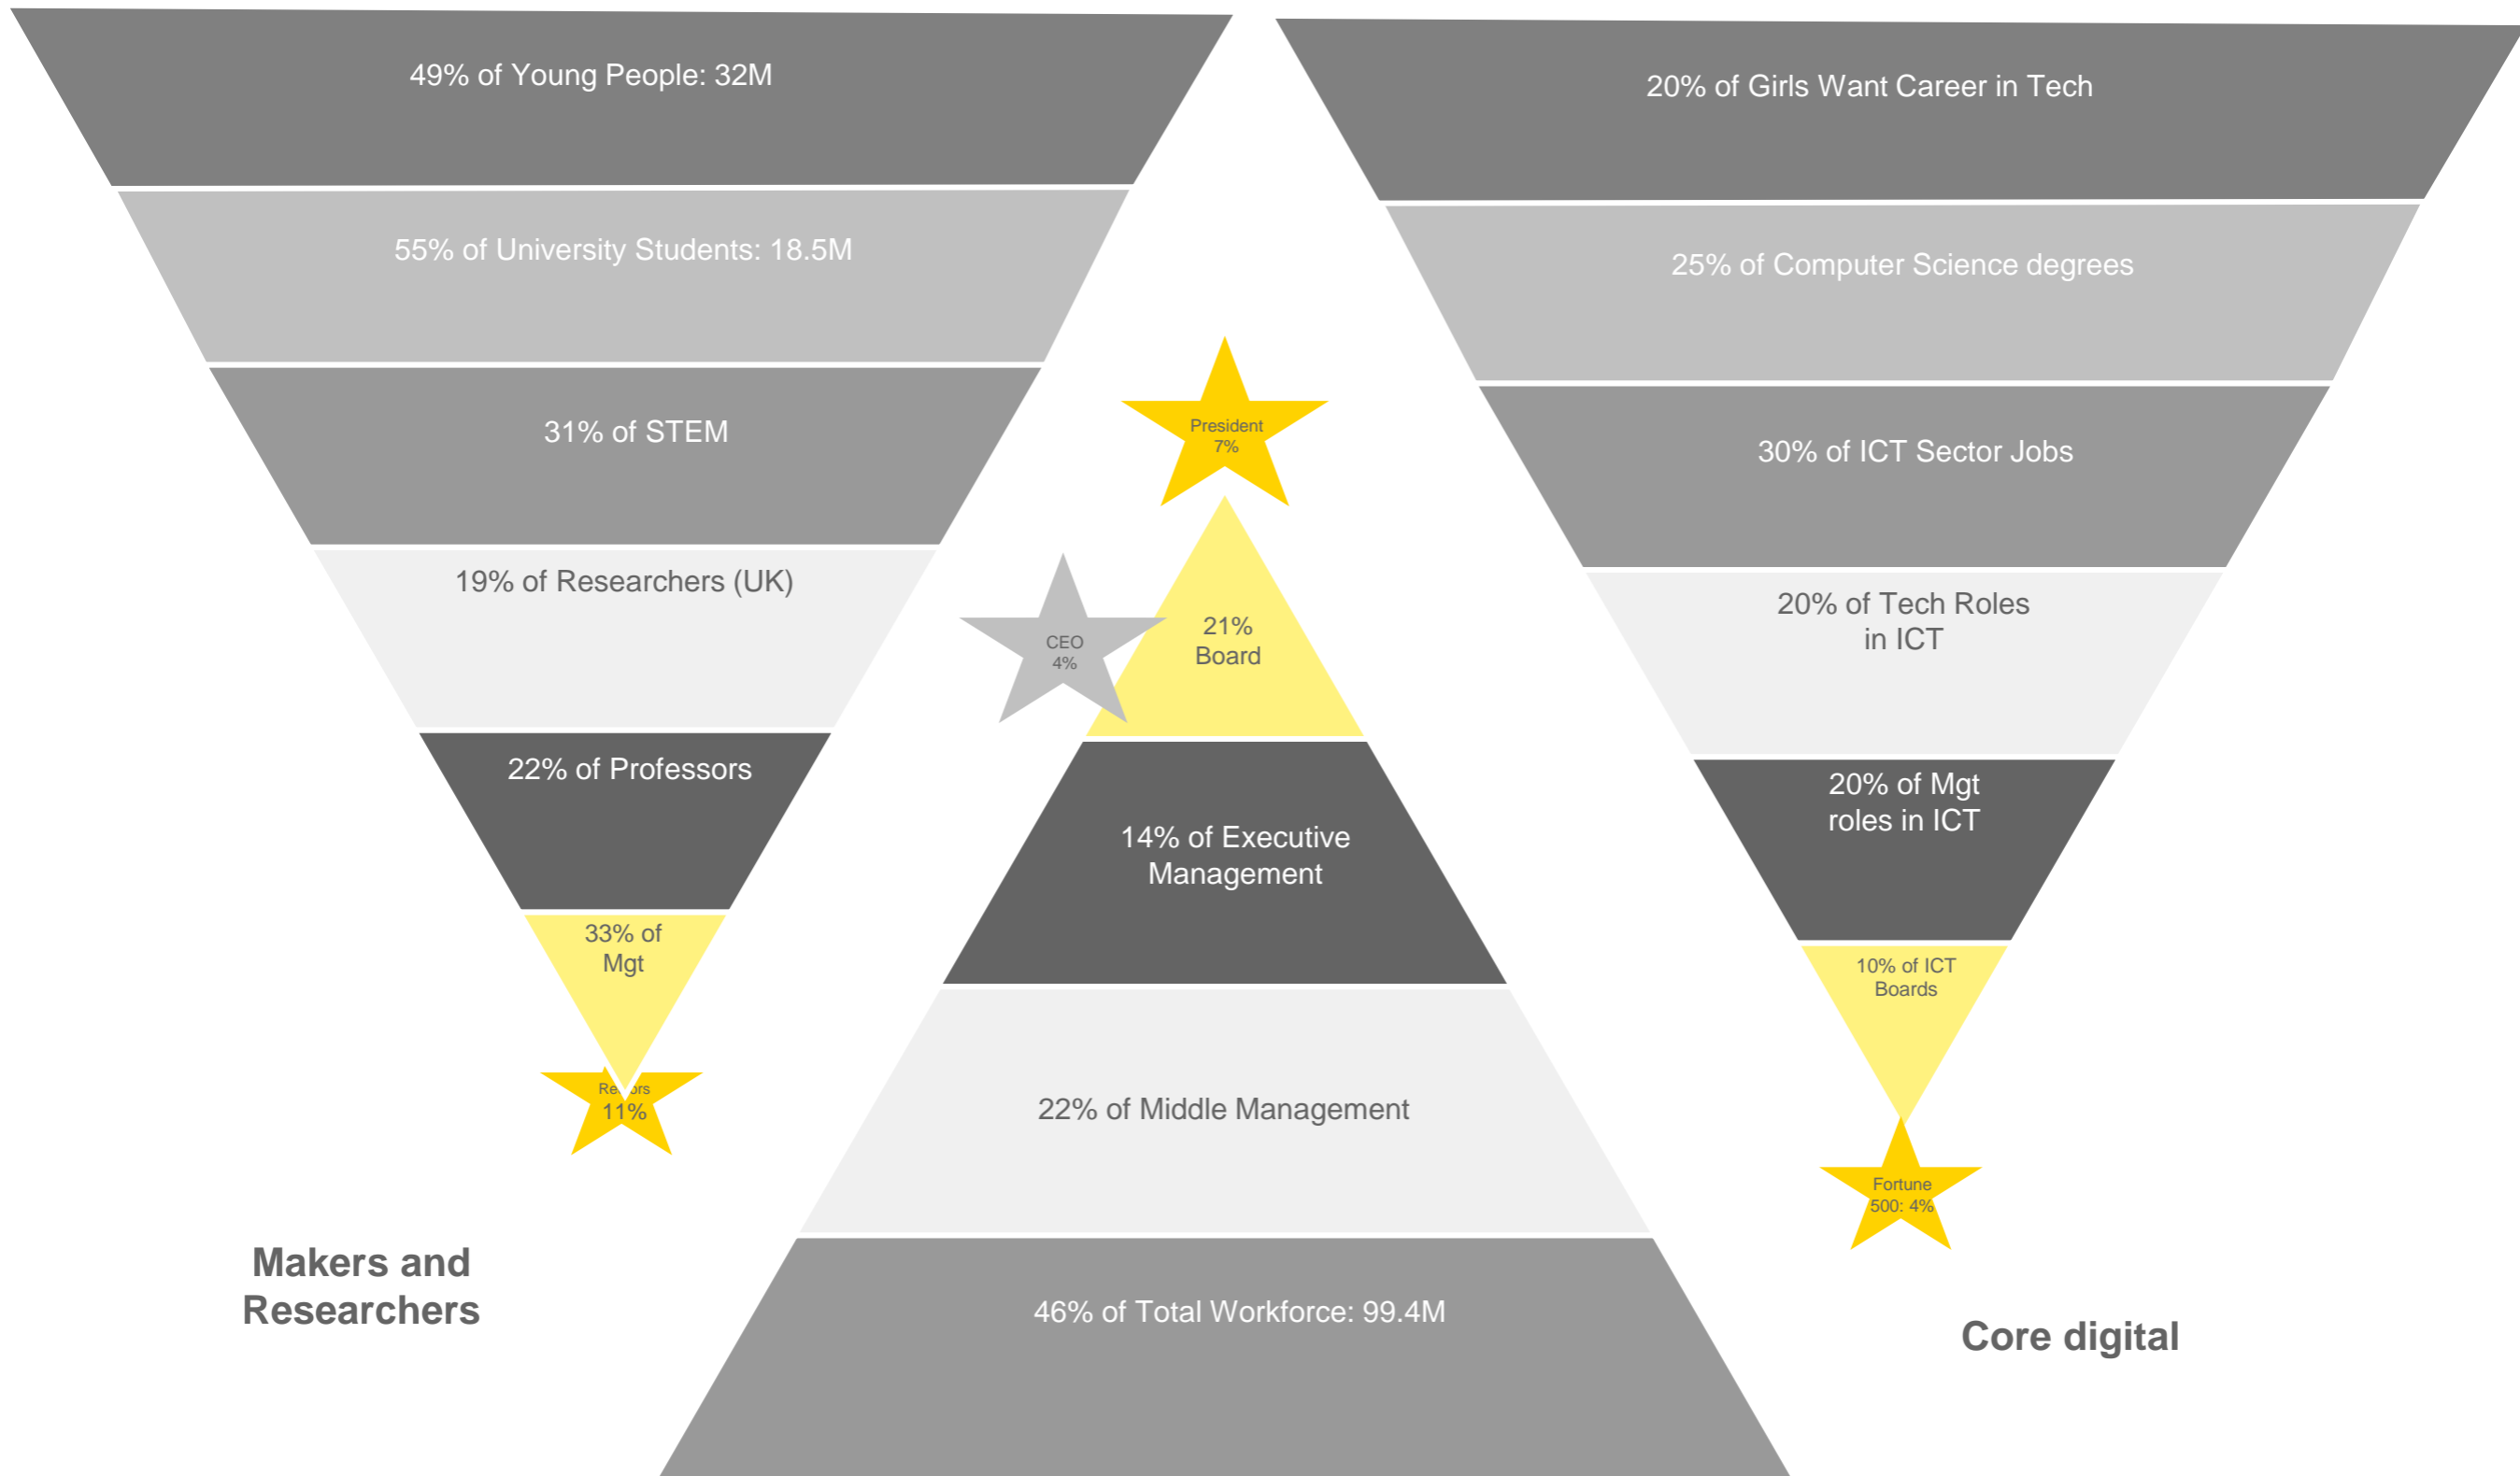 49% of Young People: 32M
55% of University Students: 18.5M
31% of STEM
19% of Researchers (UK)
22% of Professors
33% of
Mgt
11%
Makers and
Researchers
President
7%
CEO
4%
21%
Board
14% of Executive
Management
22% of Middle Management
46% of Total Workforce: 99.4M
20% of Girls Want Career in Tech
25% of Computer Science degrees
30% of ICT Sector Jobs
20% of Tech Roles
in ICT
20% of Mgt
roles in ICT
10% of ICT
Boards
Fortune
500: 4%
Core digital